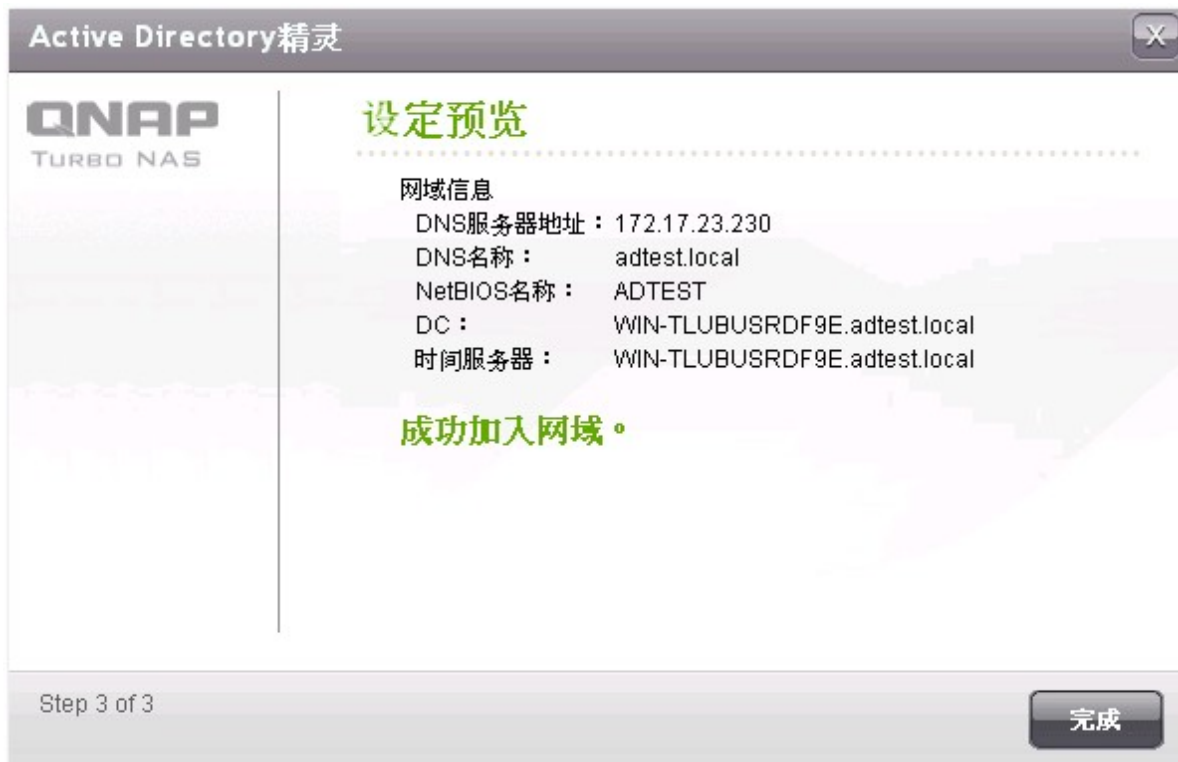 Active Directory精灵
X
QNAP
TURBO NAS
设定预览
网域信息
DNS服务器地址：172.17.23.230
DNS名称： adtest.local
NetBIOS名称： ADTEST
DC： WIN-TLUBUSRDF9E.adtest.local
时间服务器： WIN-TLUBUSRDF9E.adtest.local
成功加入网域。
Step 3 of 3
完成